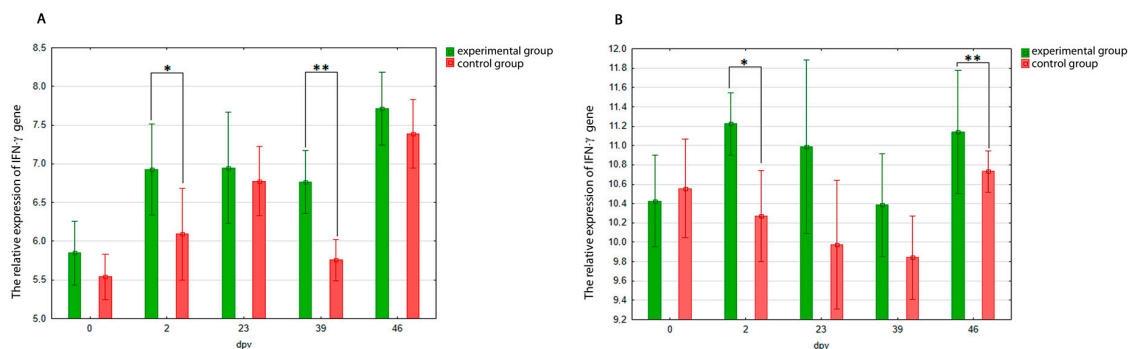 A
The relative expression of IFN-γ gene
8.5
8.0
7.5
7.0
6.5
6.0
5.5
5.0
*
**
experimental group
control group
0 2 23 39 46
dpv
B
The relative expression of IFN-γ gene
12.0
11.8
11.6
11.4
11.2
11.0
10.8
10.6
10.4
10.2
10.0
9.8
9.6
9.4
9.2
*
**
experimental group
control group
0 2 23 39 46
dpv